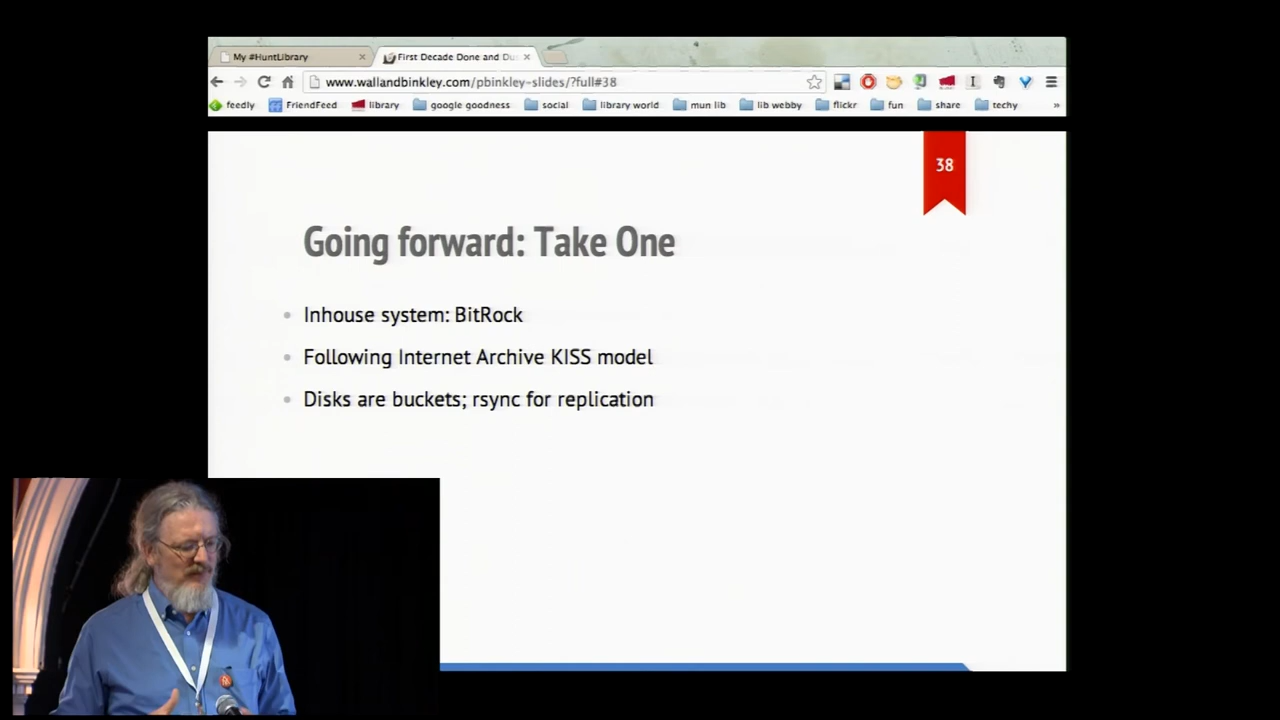 My #HuntLibrary
First Decade Done and Du
www.wallandbinkley.com/pbinkley-slides/?full#38
feedly FriendFeed library google goodness social library world mun lib lib webby flickr fun share techy »
38
Going forward: Take One
Inhouse system: BitRock
Following Internet Archive KISS model
Disks are buckets; rsync for replication